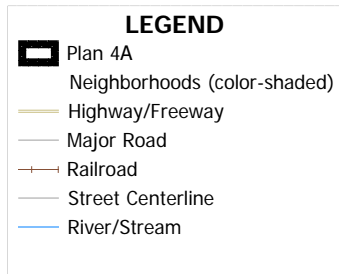 LEGEND
Plan 4A
Neighborhoods (color-shaded)
Highway/Freeway
Major Road
Railroad
Street Centerline
River/Stream